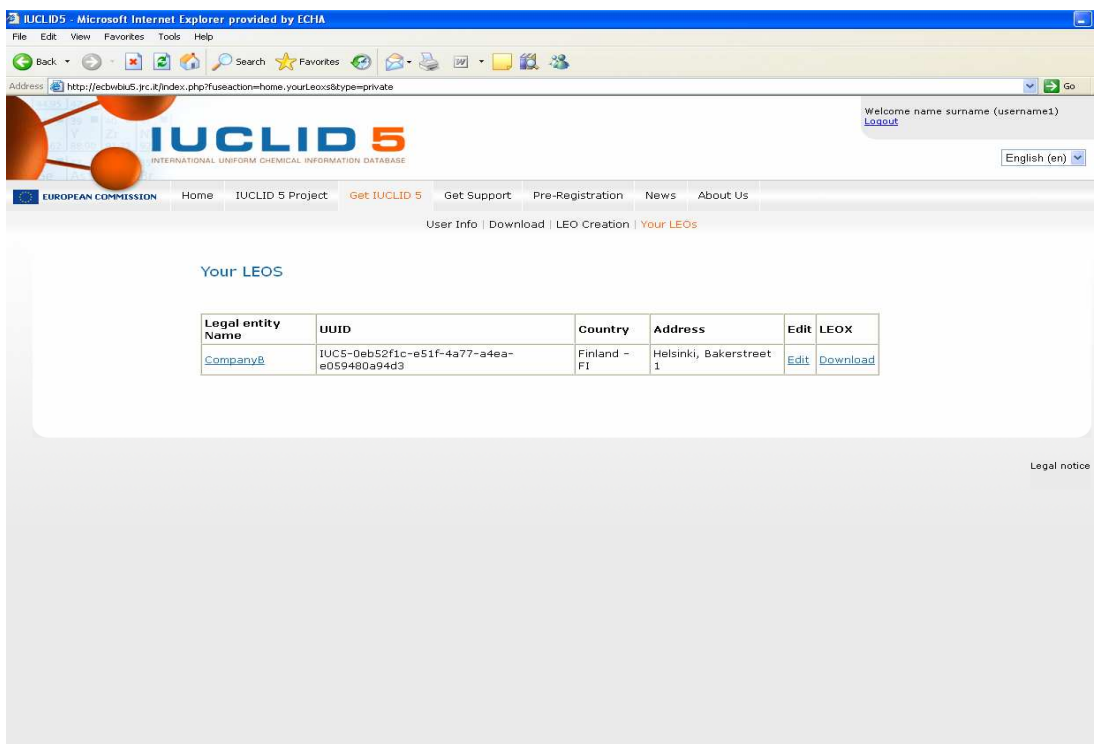 IUCLID5 - Microsoft Internet Explorer provided by ECHA
File Edit View Favorites Tools Help
Back Search Favorites
Address http://ecbwbiu5.jrc.it/index.php?fuseaction=home.yourLeoxs&type=private Go
Welcome name surname (username1)
Logout
IUCLID 5
INTERNATIONAL UNIFORM CHEMICAL INFORMATION DATABASE
English (en)
EUROPEAN COMMISSION Home IUCLID 5 Project Get IUCLID 5 Get Support Pre-Registration News About Us
User Info | Download | LEO Creation | Your LEOs
Your LEOS
Legal entity Name UUID Country Address Edit LEOX
CompanyB IUC5-0eb52f1c-e51f-4a77-a4ea-e059480a94d3 Finland - FI Helsinki, Bakerstreet 1 Edit Download
Legal notice